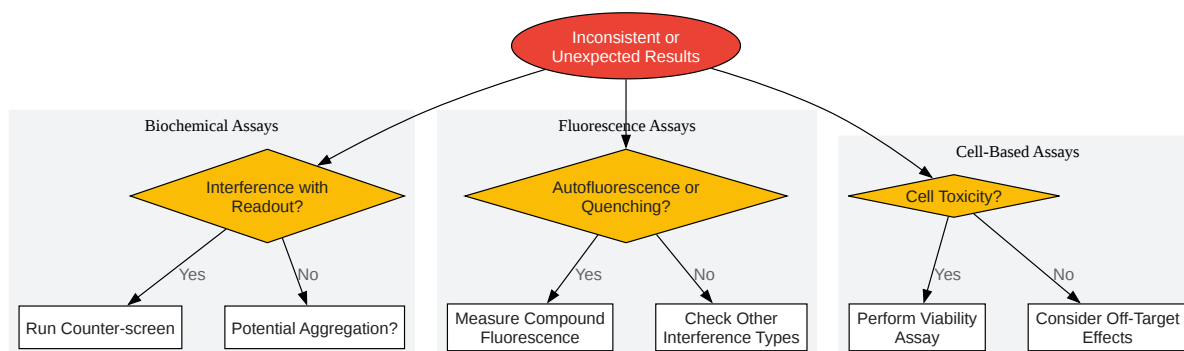 Inconsistent or
Unexpected Results
Biochemical Assays
Fluorescence Assays
Cell-Based Assays
Interference with
Readout?
Autofluorescence or
Quenching?
Cell Toxicity?
Yes
No
Yes
No
Yes
No
Run Counter-screen
Potential Aggregation?
Measure Compound
Fluorescence
Check Other
Interference Types
Perform Viability
Assay
Consider Off-Target
Effects